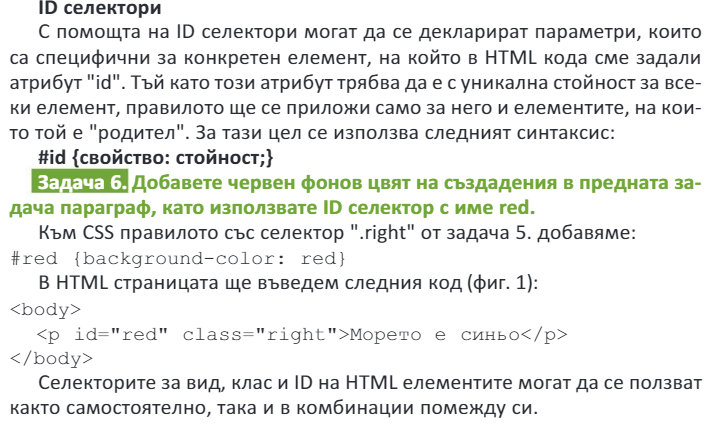 ID селектори
С помощта на ID селектори могат да се декларират параметри, които
са специфични за конкретен елемент, на който в HTML кода сме задали
атрибут "id". Тъй като този атрибут трябва да е с уникална стойност за все-
ки елемент, правилото ще се приложи само за него и елементите, на кои-
то той е "родител". За тази цел се използва следният синтаксис:
#id {свойство: стойност;}
Задача 6. Добавете червен фонов цвят на създадения в предната за-
дача параграф, като използвате ID селектор с име red.
Към CSS правилото със селектор ".right" от задача 5. добавяме:
#red {background-color: red}
В HTML страницата ще въведем следния код (фиг. 1):
<body>
<p id="red" class="right">Морето е синьо</p>
</body>
Селекторите за вид, клас и ID на HTML елементите могат да се ползват
както самостоятелно, така и в комбинации помежду си.